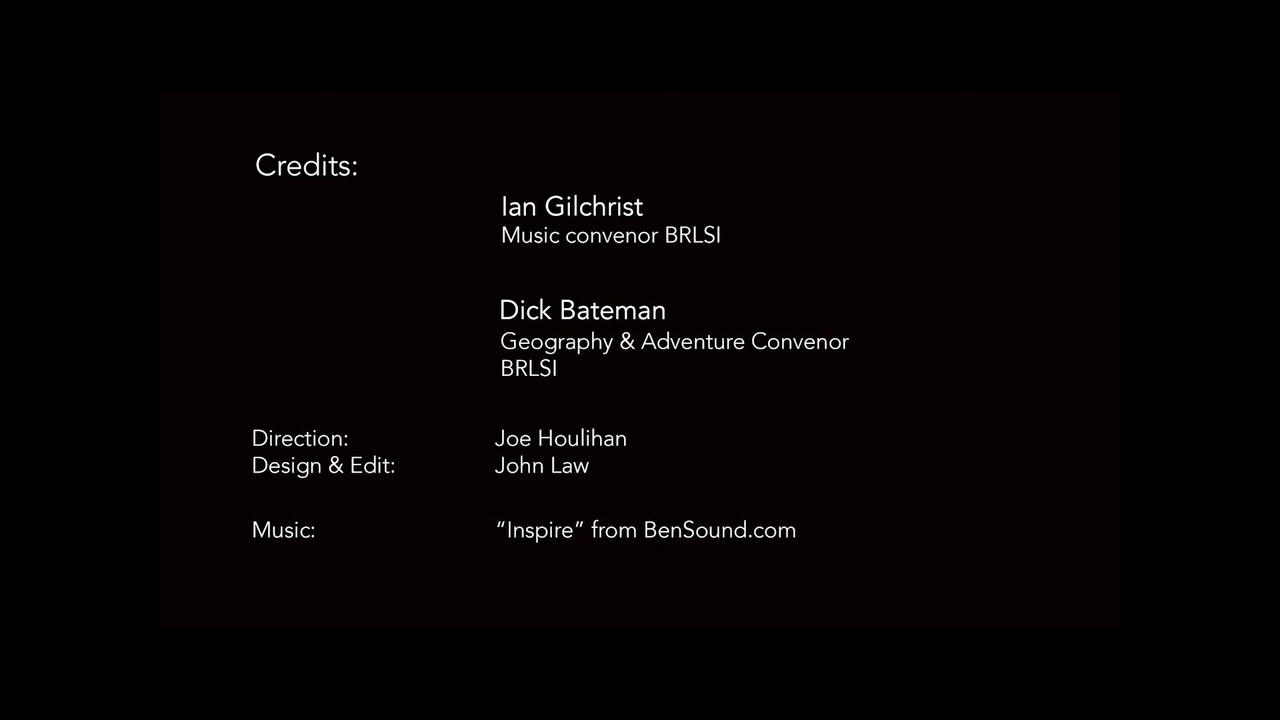 Credits:
Ian Gilchrist
Music convenor BRLSI
Dick Bateman
Geography & Adventure Convenor
BRLSI
Direction: Joe Houlihan
Design & Edit: John Law
Music: “Inspire” from BenSound.com